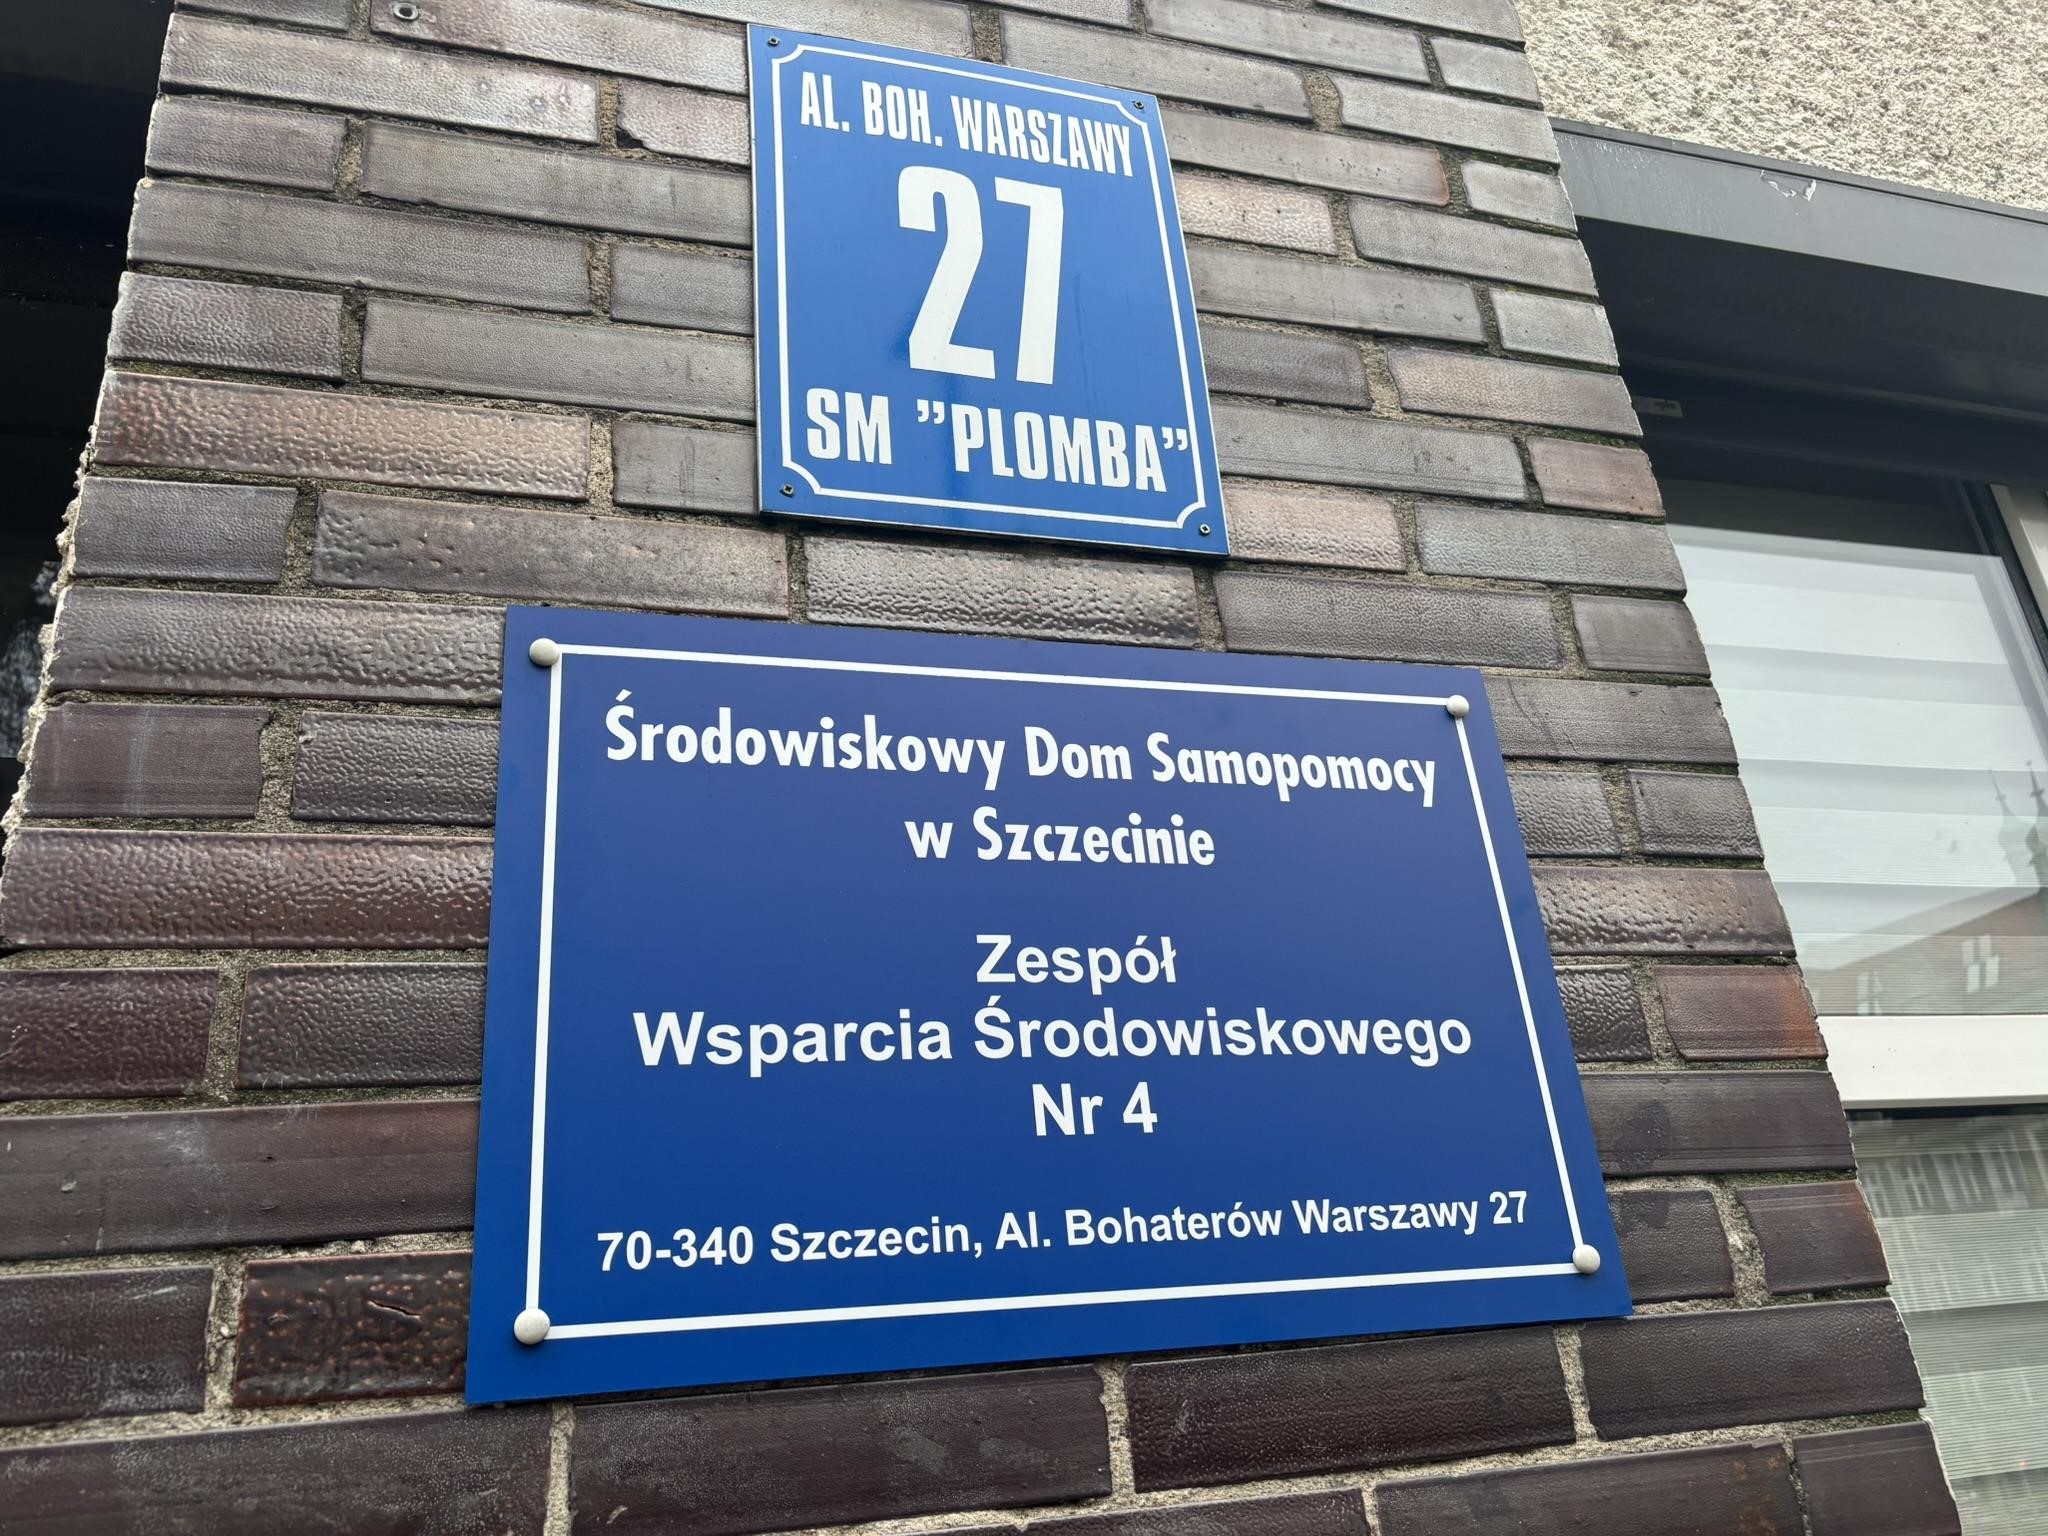 AL. BOH. WARSZAWY
27
SM ”PLOMBA”
Środowiskowy Dom Samopomocy
w Szczecinie
Zespół
Wsparcia Środowiskowego
Nr 4
70-340 Szczecin, Al. Bohaterów Warszawy 27